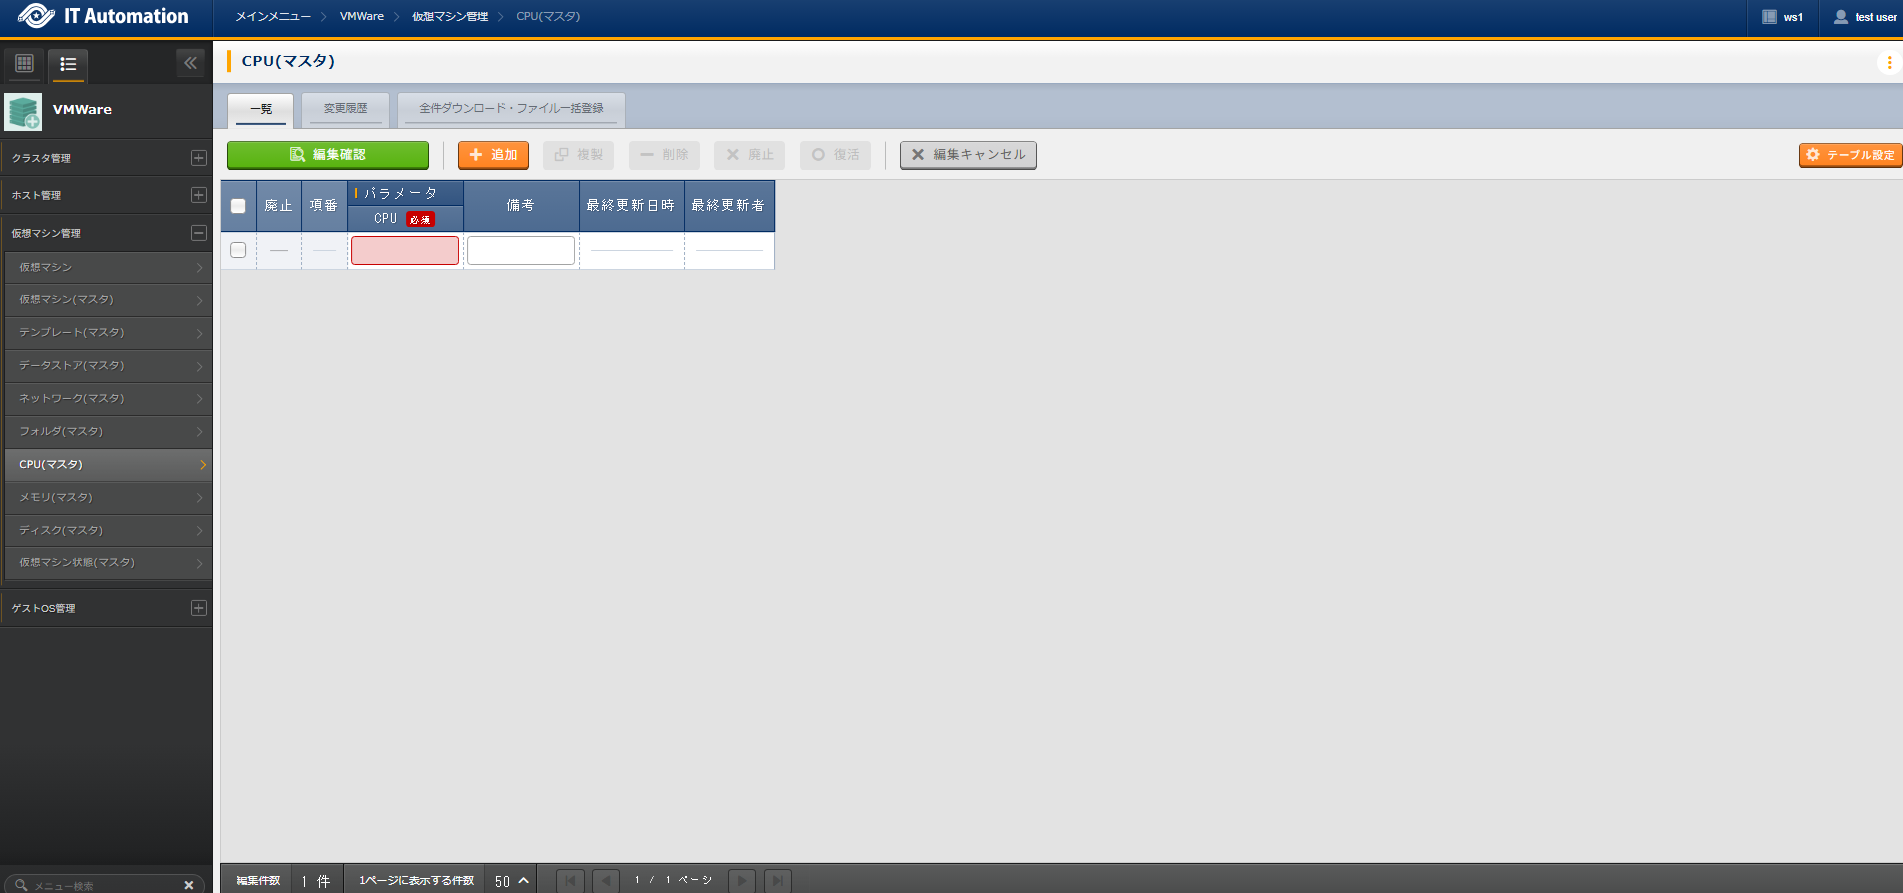 IT Automation
メインメニュー
VMWare
仮想マシン管理
CPU(マスタ)
ws1
test user
VMWare
クラスタ管理
ホスト管理
仮想マシン管理
仮想マシン
仮想マシン(マスタ)
テンプレート(マスタ)
データストア(マスタ)
ネットワーク(マスタ)
フォルダ(マスタ)
CPU(マスタ)
メモリ(マスタ)
ディスク(マスタ)
仮想マシン状態(マスタ)
ゲストOS管理
メニュー検索
CPU(マスタ)
一覧
変更履歴
全件ダウンロード・ファイル一括登録
編集確認
追加
複製
削除
廃止
復活
編集キャンセル
テーブル設定
廃止
項番
パラメータ
CPU 必須
備考
最終更新日時
最終更新者
編集件数 1 件
1ページに表示する件数 50
1 / 1 ページ